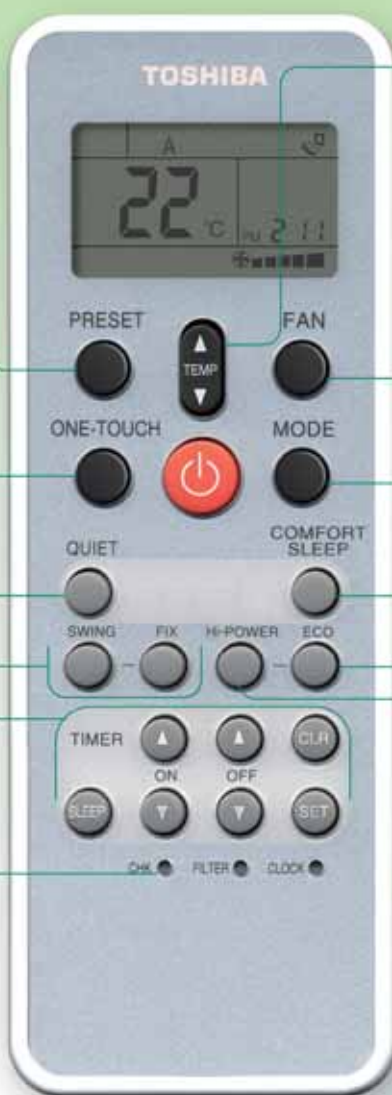 TOSHIBA
A
22 °C
PM 2 11
PRESET
FAN
TEMP
ONE-TOUCH
MODE
QUIET
COMFORT
SLEEP
SWING
FIX
Hi-POWER
ECO
TIMER
CLR
ON
OFF
SLEEP
SET
CHK
FILTER
CLOCK